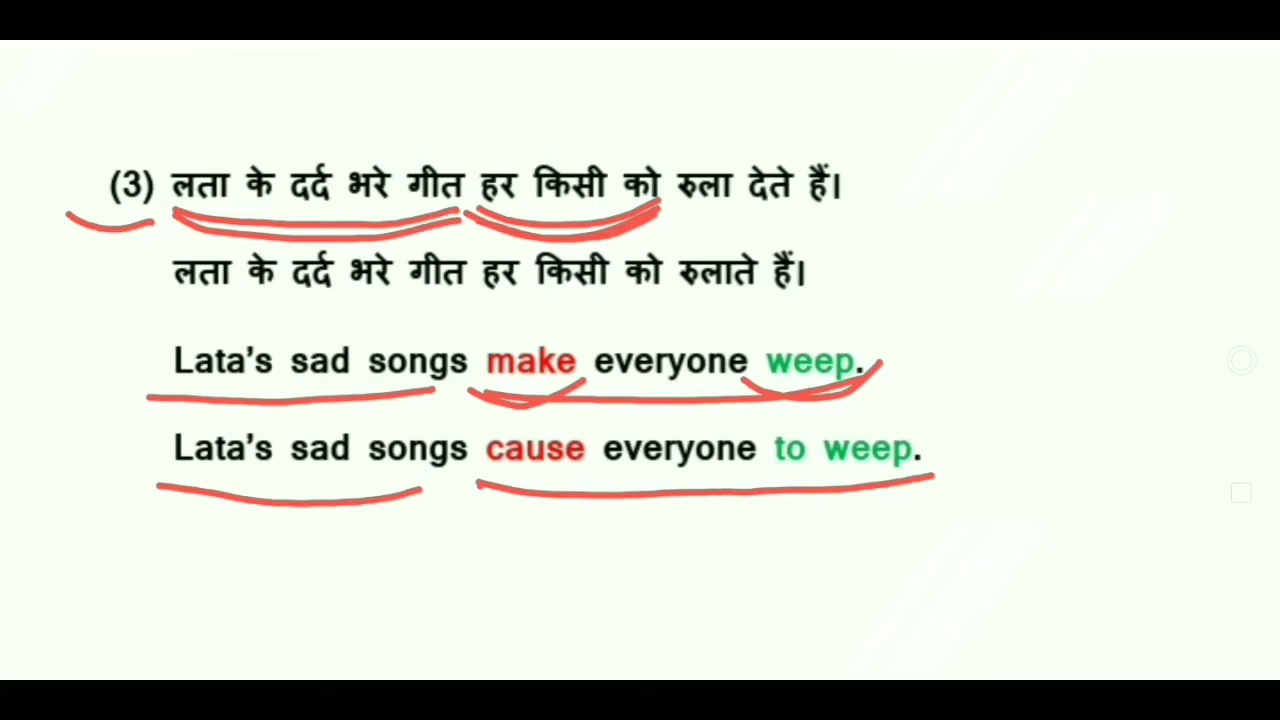 (3) लता के दर्द भरे गीत हर किसी को रुला देते हैं।
लता के दर्द भरे गीत हर किसी को रुलाते हैं।
Lata's sad songs make everyone weep.
Lata's sad songs cause everyone to weep.